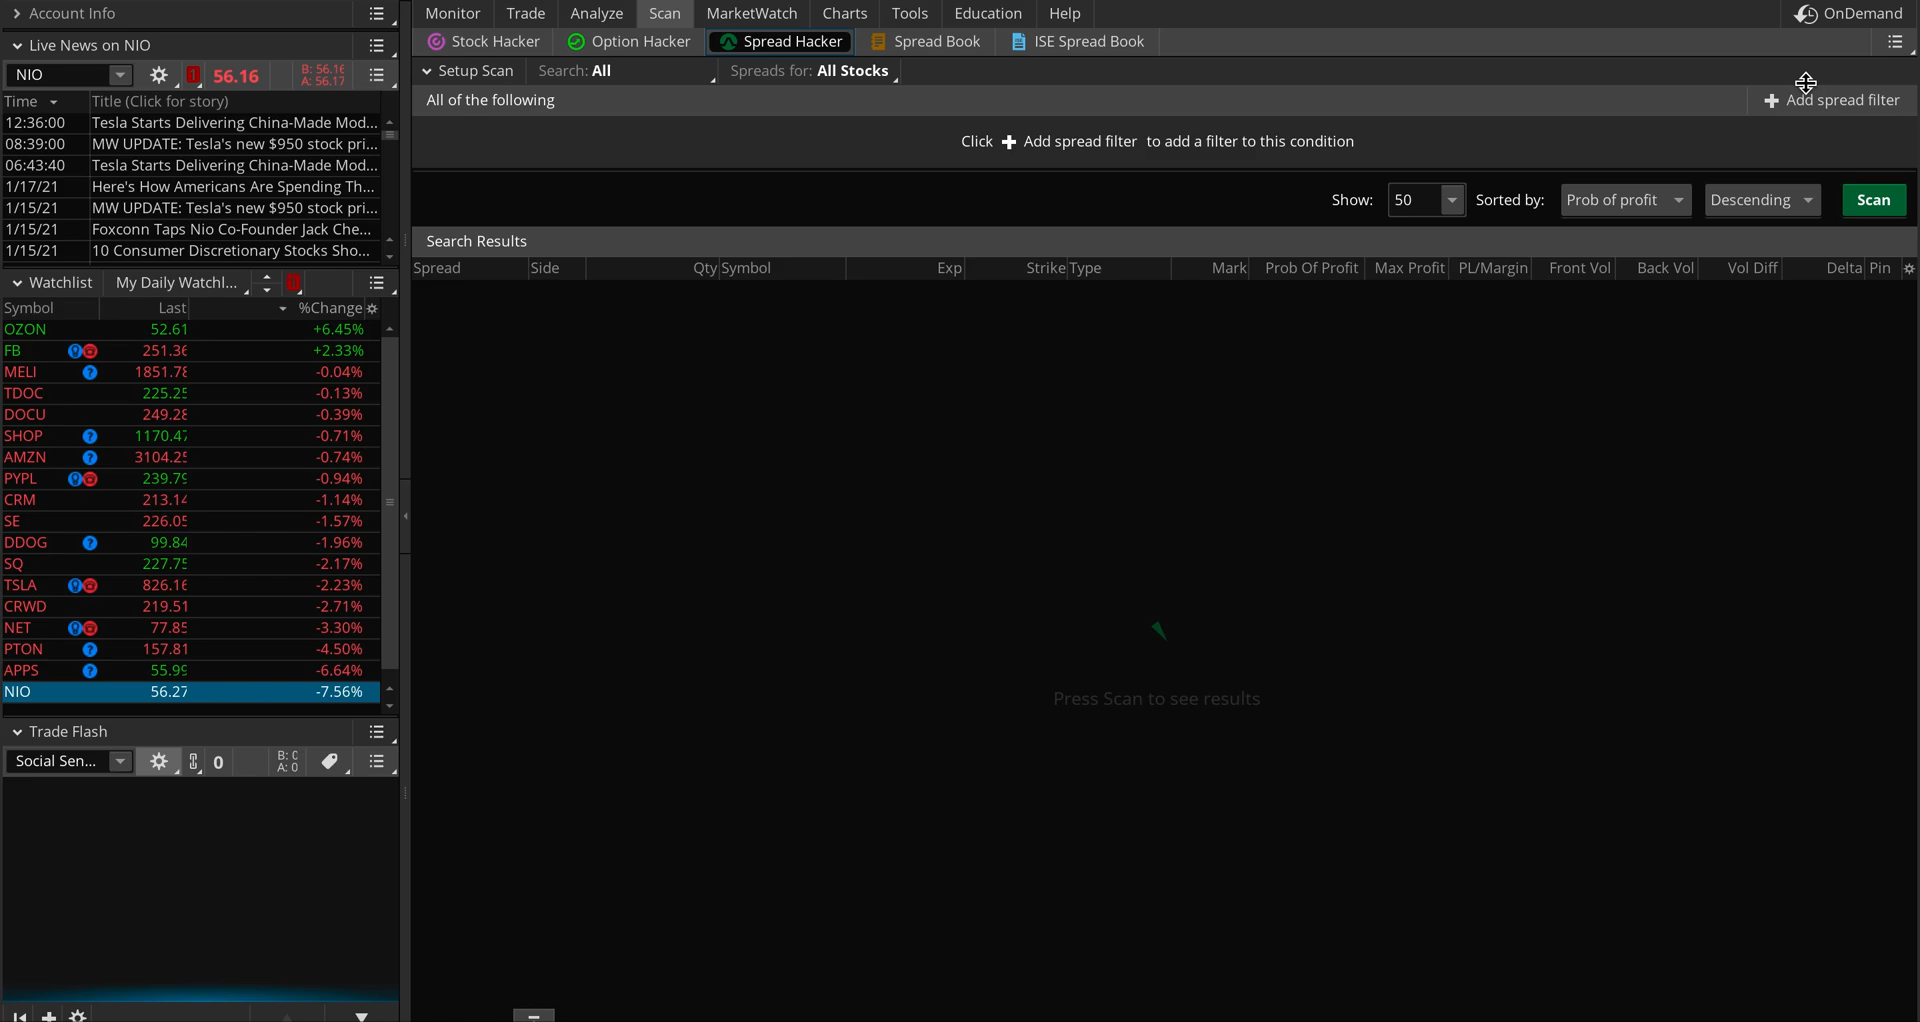 Account Info
Monitor Trade Analyze Scan MarketWatch Charts Tools Education Help OnDemand
Live News on NIO
Stock Hacker Option Hacker Spread Hacker Spread Book ISE Spread Book
NIO 1 56.16 B: 56.16
A: 56.17
Setup Scan Search: All Spreads for: All Stocks
Time Title (Click for story)
All of the following Add spread filter
12:36:00 Tesla Starts Delivering China-Made Mod...
08:39:00 MW UPDATE: Tesla's new $950 stock pri...
06:43:40 Tesla Starts Delivering China-Made Mod...
1/17/21 Here's How Americans Are Spending Th...
1/15/21 MW UPDATE: Tesla's new $950 stock pri...
1/15/21 Foxconn Taps Nio Co-Founder Jack Che...
1/15/21 10 Consumer Discretionary Stocks Sho...
Click + Add spread filter to add a filter to this condition
Show: 50 Sorted by: Prob of profit Descending Scan
Search Results
Spread Side Qty Symbol Exp Strike Type Mark Prob Of Profit Max Profit PL/Margin Front Vol Back Vol Vol Diff Delta Pin
Press Scan to see results
Watchlist My Daily Watchl...
Symbol Last %Change
OZON 52.61 +6.45%
FB 251.36 +2.33%
MELI ? 1851.78 -0.04%
TDOC 225.25 -0.13%
DOCU 249.28 -0.39%
SHOP ? 1170.47 -0.71%
AMZN ? 3104.25 -0.74%
PYPL 239.79 -0.94%
CRM 213.14 -1.14%
SE 226.05 -1.57%
DDOG ? 99.84 -1.96%
SQ 227.75 -2.17%
TSLA 826.16 -2.23%
CRWD 219.51 -2.71%
NET 77.85 -3.30%
PTON ? 157.81 -4.50%
APPS ? 55.99 -6.64%
NIO 56.27 -7.56%
Trade Flash
Social Sen... 0 B: 0
A: 0